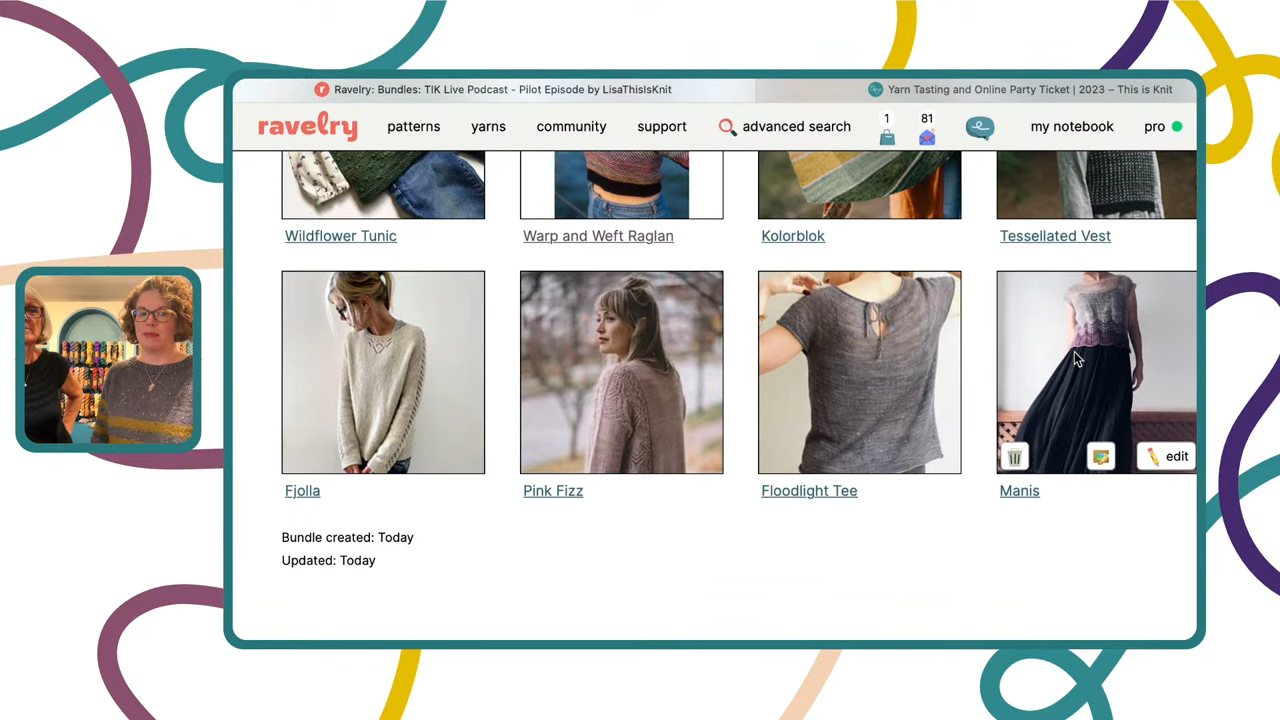 Ravelry: Bundles: TIK Live Podcast - Pilot Episode by LisaThisIsKnit
Yarn Tasting and Online Party Ticket | 2023 – This is Knit
ravelry patterns yarns community support advanced search 1 81 my notebook pro
Wildflower Tunic Warp and Weft Raglan Kolorblok Tessellated Vest
edit
Fjolla Pink Fizz Floodlight Tee Manis
Bundle created: Today
Updated: Today